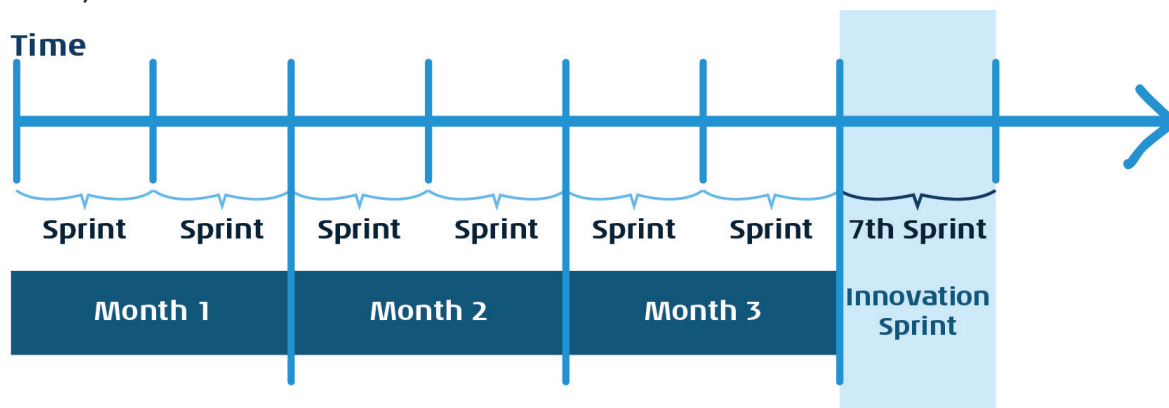 Time
Sprint Sprint Sprint Sprint Sprint Sprint 7th Sprint
Month 1 Month 2 Month 3 Innovation
Sprint